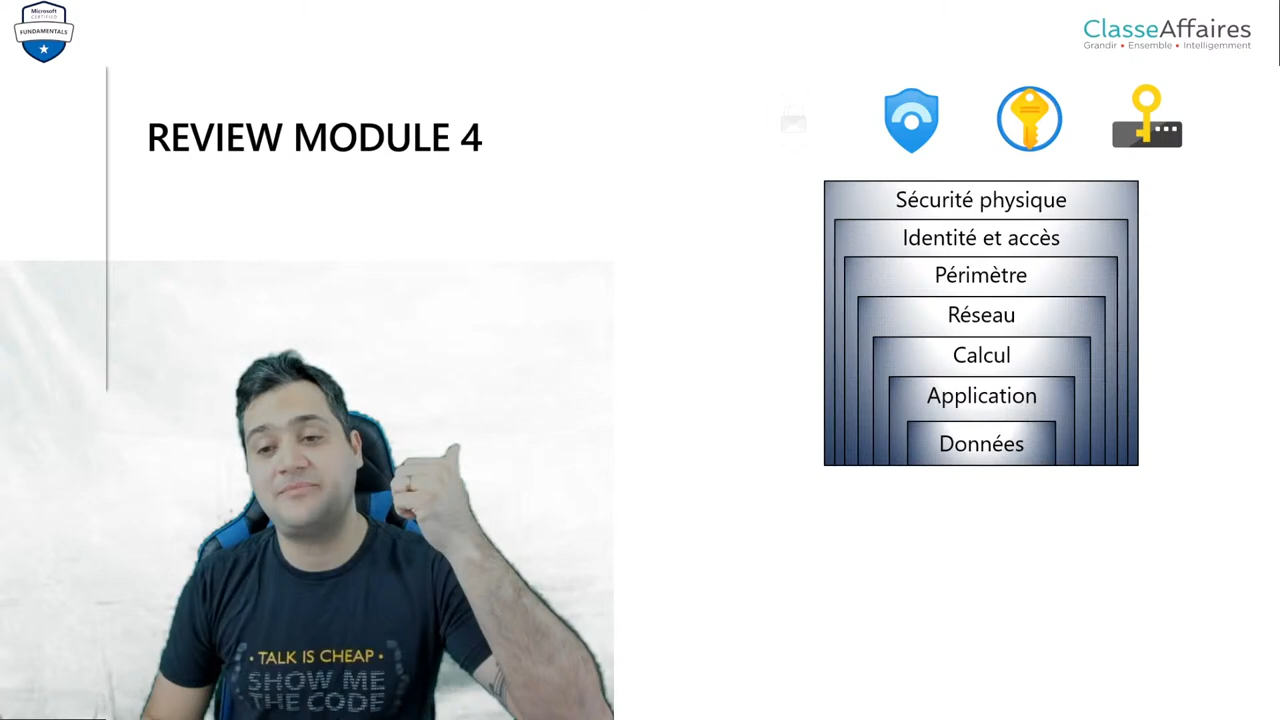 Microsoft
CERTIFIED
FUNDAMENTALS
ClasseAffaires
Grandir • Ensemble • Intelligemment
REVIEW MODULE 4
Sécurité physique
Identité et accès
Périmètre
Réseau
Calcul
Application
Données
• TALK IS CHEAP •
SHOW ME
THE CODE